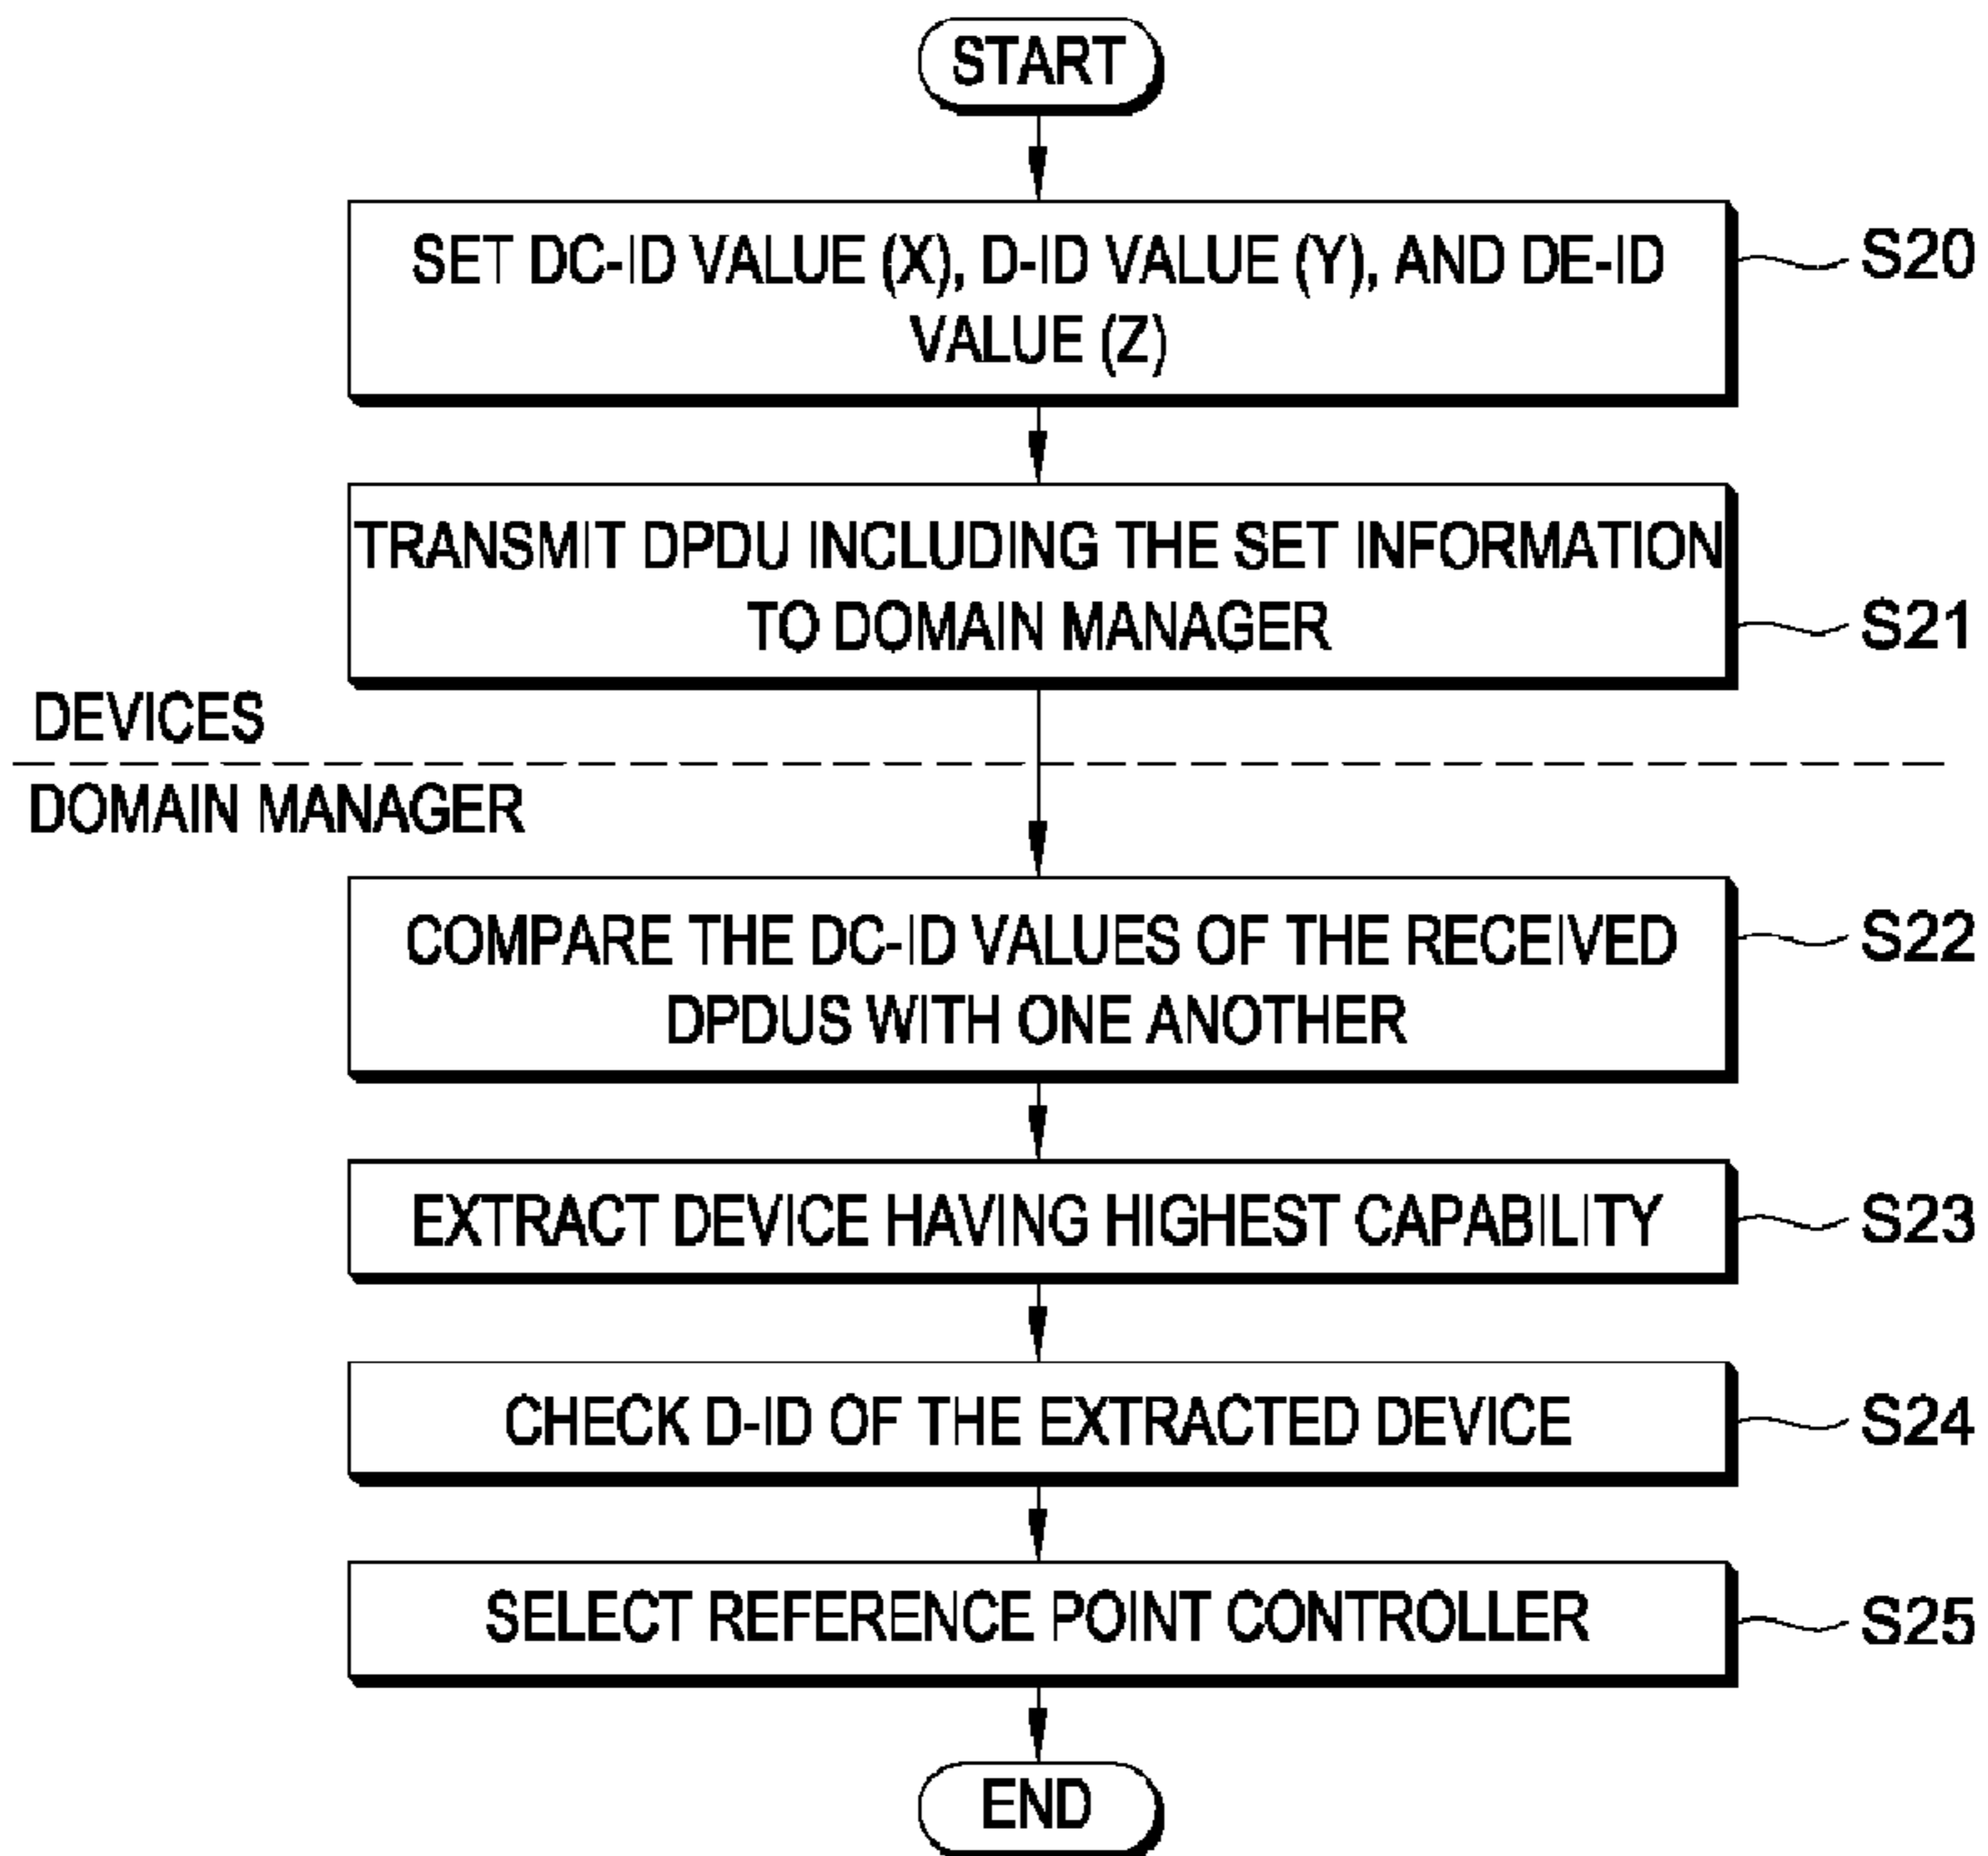 START
SET DC-ID VALUE (X), D-ID VALUE (Y), AND DE-ID
VALUE (Z)
S20
TRANSMIT DPDU INCLUDING THE SET INFORMATION
TO DOMAIN MANAGER
S21
DEVICES
DOMAIN MANAGER
COMPARE THE DC-ID VALUES OF THE RECEIVED
DPDUS WITH ONE ANOTHER
S22
EXTRACT DEVICE HAVING HIGHEST CAPABILITY
S23
CHECK D-ID OF THE EXTRACTED DEVICE
S24
SELECT REFERENCE POINT CONTROLLER
S25
END